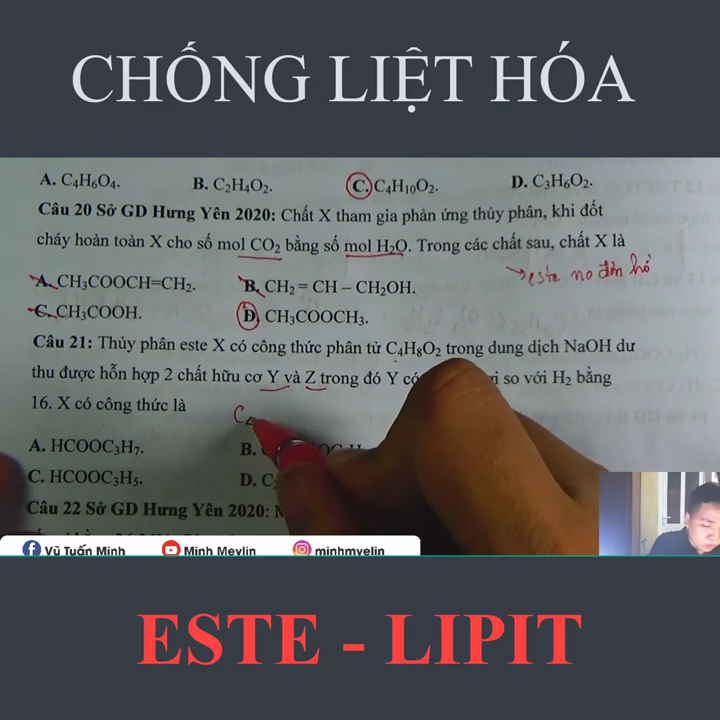 CHỐNG LIỆT HÓA
A. C₄H₆O₄. B. C₂H₄O₂. C. C₄H₁₀O₂. D. C₃H₆O₂.
Câu 20 Sở GD Hưng Yên 2020: Chất X tham gia phản ứng thủy phân, khi đốt
cháy hoàn toàn X cho số mol CO₂ bằng số mol H₂O. Trong các chất sau, chất X là
→ este no đơn hở
A. CH₃COOCH=CH₂. B. CH₂ = CH – CH₂OH.
C. CH₃COOH. D. CH₃COOCH₃.
Câu 21: Thủy phân este X có công thức phân tử C₄H₈O₂ trong dung dịch NaOH dư
thu được hỗn hợp 2 chất hữu cơ Y và Z trong đó Y có so với H₂ bằng
16. X có công thức là
A. HCOOC₃H₇. B.
C. HCOOC₃H₅. D.
Câu 22 Sở GD Hưng Yên 2020:
Vũ Tuấn Minh Minh Meylin minhmyelin
ESTE - LIPIT